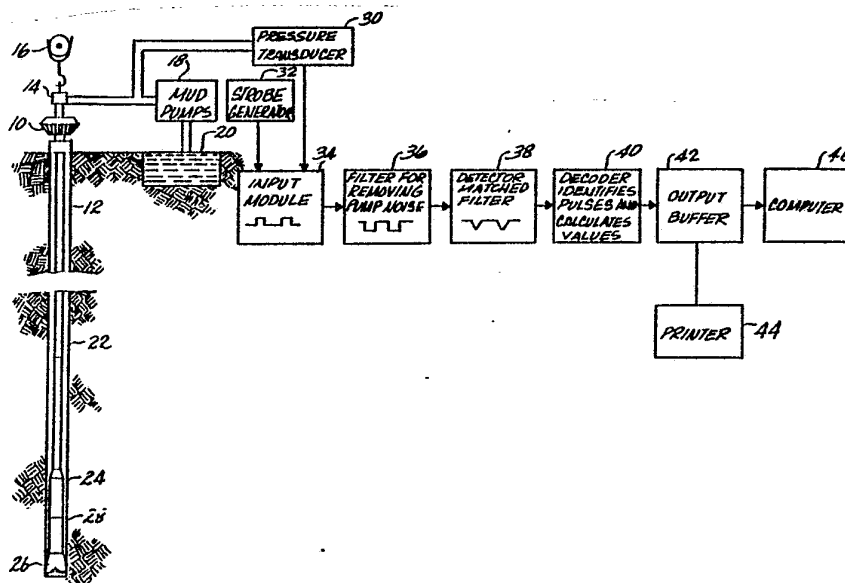 30
PRESSURE
TRANSDUCER
16
18
32
14
MUD
PUMPS
STROBE
GENERATOR
10
20
34
36
38
40
42
46
INPUT
MODULE
FILTER FOR
REMOVING
PUMP NOISE
DETECTOR
MATCHED
FILTER
DECODER
IDENTIFIES
PULSES AND
CALCULATES
VALUES
OUTPUT
BUFFER
COMPUTER
12
PRINTER
44
22
24
28
26